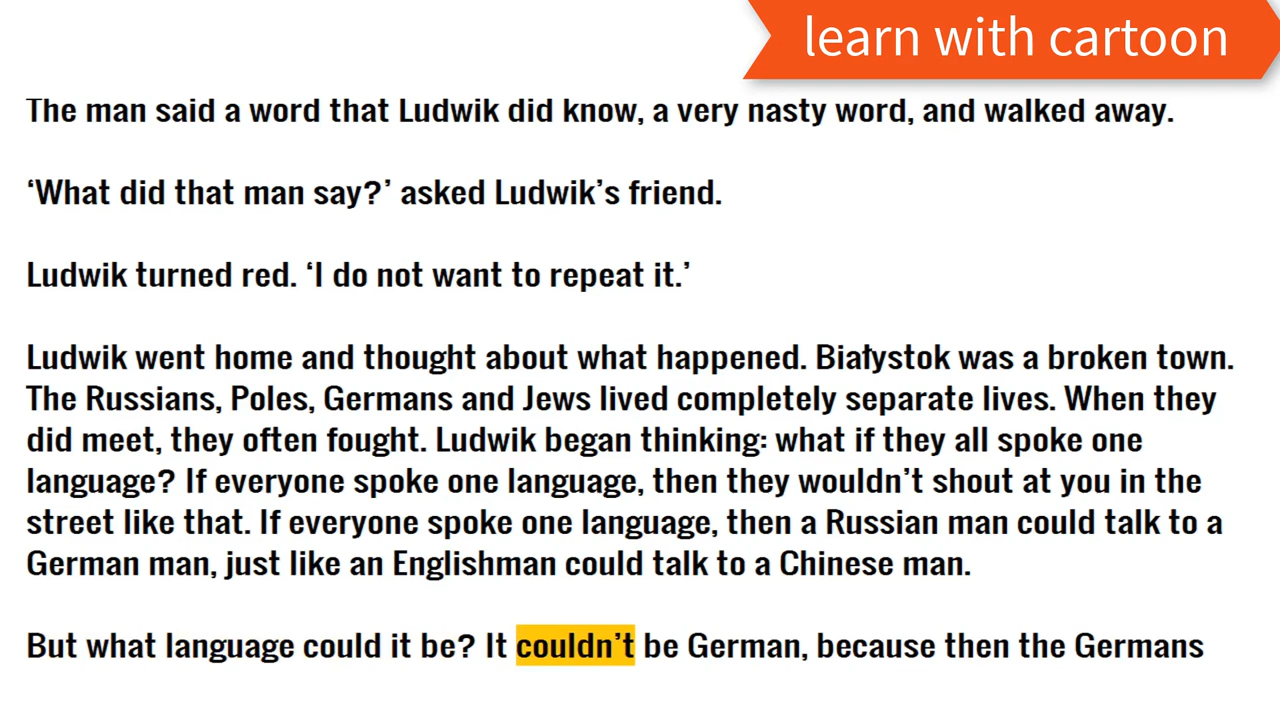 learn with cartoon
The man said a word that Ludwik did know, a very nasty word, and walked away.
‘What did that man say?’ asked Ludwik’s friend.
Ludwik turned red. ‘I do not want to repeat it.’
Ludwik went home and thought about what happened. Białystok was a broken town.
The Russians, Poles, Germans and Jews lived completely separate lives. When they
did meet, they often fought. Ludwik began thinking: what if they all spoke one
language? If everyone spoke one language, then they wouldn’t shout at you in the
street like that. If everyone spoke one language, then a Russian man could talk to a
German man, just like an Englishman could talk to a Chinese man.
But what language could it be? It couldn’t be German, because then the Germans